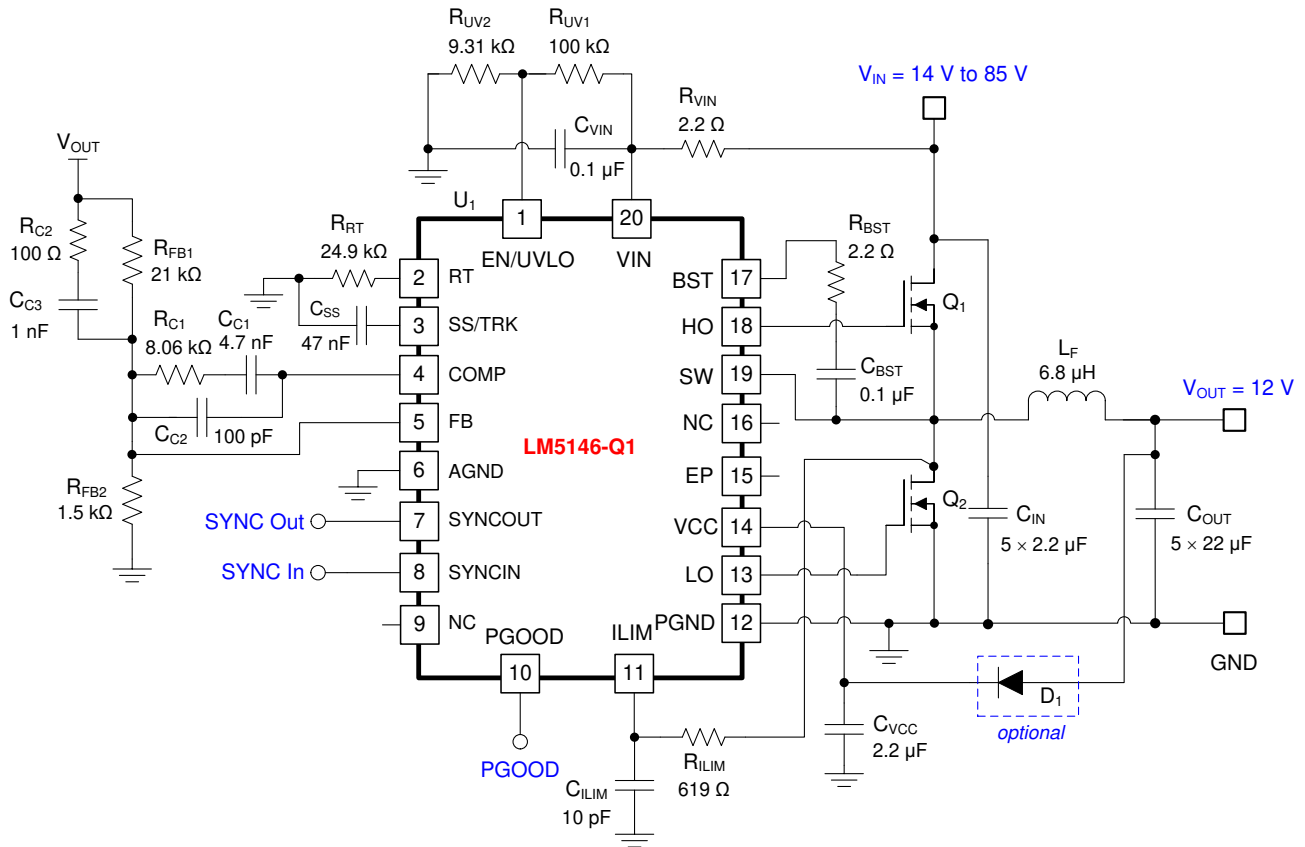 RUV2
9.31 kΩ
RUV1
100 kΩ
VIN = 14 V to 85 V
RVIN
2.2 Ω
CVIN
0.1 µF
VOUT
RC2
100 Ω
RFB1
21 kΩ
CC3
1 nF
RC1
8.06 kΩ
CC1
4.7 nF
CC2
100 pF
RFB2
1.5 kΩ
RRT
24.9 kΩ
CSS
47 nF
U1
1
EN/UVLO
20
VIN
2
RT
3
SS/TRK
4
COMP
5
FB
6
AGND
7
SYNCOUT
8
SYNCIN
9
NC
SYNC Out
SYNC In
LM5146-Q1
BST
17
HO
18
SW
19
NC
16
EP
15
VCC
14
LO
13
PGND
12
PGOOD
10
PGOOD
ILIM
11
RBST
2.2 Ω
CBST
0.1 µF
Q1
Q2
LF
6.8 µH
VOUT = 12 V
CIN
5 × 2.2 µF
COUT
5 × 22 µF
GND
D1
optional
CVCC
2.2 µF
RILIM
619 Ω
CILIM
10 pF